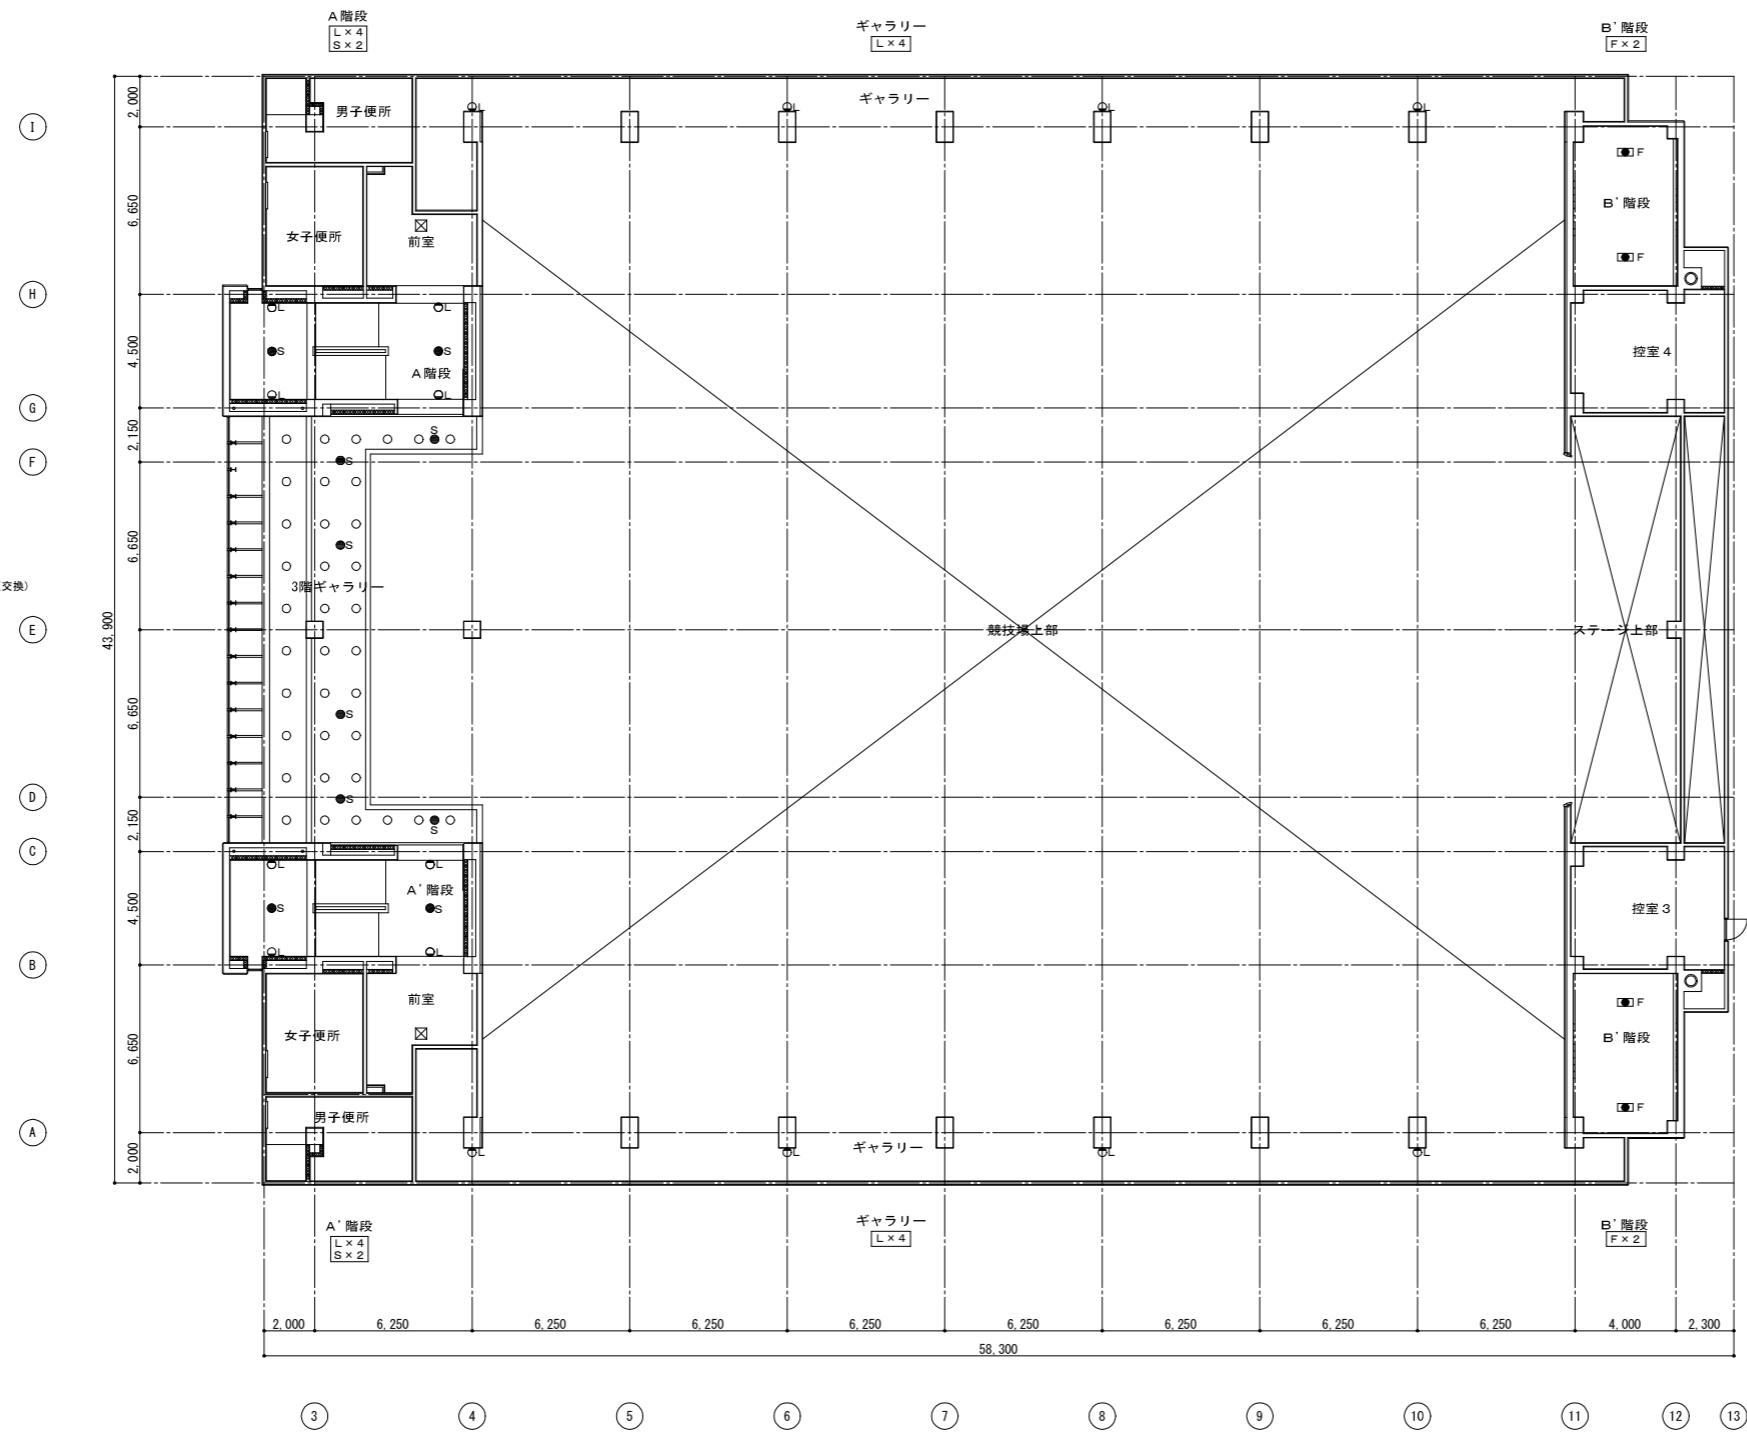 A階段
L×4
S×2
ギャラリー
L×4
B'階段
F×2
2,000
I
男子便所
L
L
L
L
ギャラリー
F
6,650
女子便所
前室
B'階段
F
H
L
L
4,500
S
S
控室4
A階段
L
L
G
2,150
S
F
S
6,650
S
交換)
3階ギャラリー
43,900
E
競技場上部
ステージ上部
6,650
S
D
S
2,150
S
C
L
L
4,500
A'階段
S
S
控室3
L
L
B
前室
F
6,650
女子便所
B'階段
男子便所
F
A
2,000
L
L
L
L
ギャラリー
A'階段
L×4
S×2
ギャラリー
L×4
B'階段
F×2
2,000
6,250
6,250
6,250
6,250
6,250
6,250
6,250
6,250
4,000
2,300
58,300
3
4
5
6
7
8
9
10
11
12
13